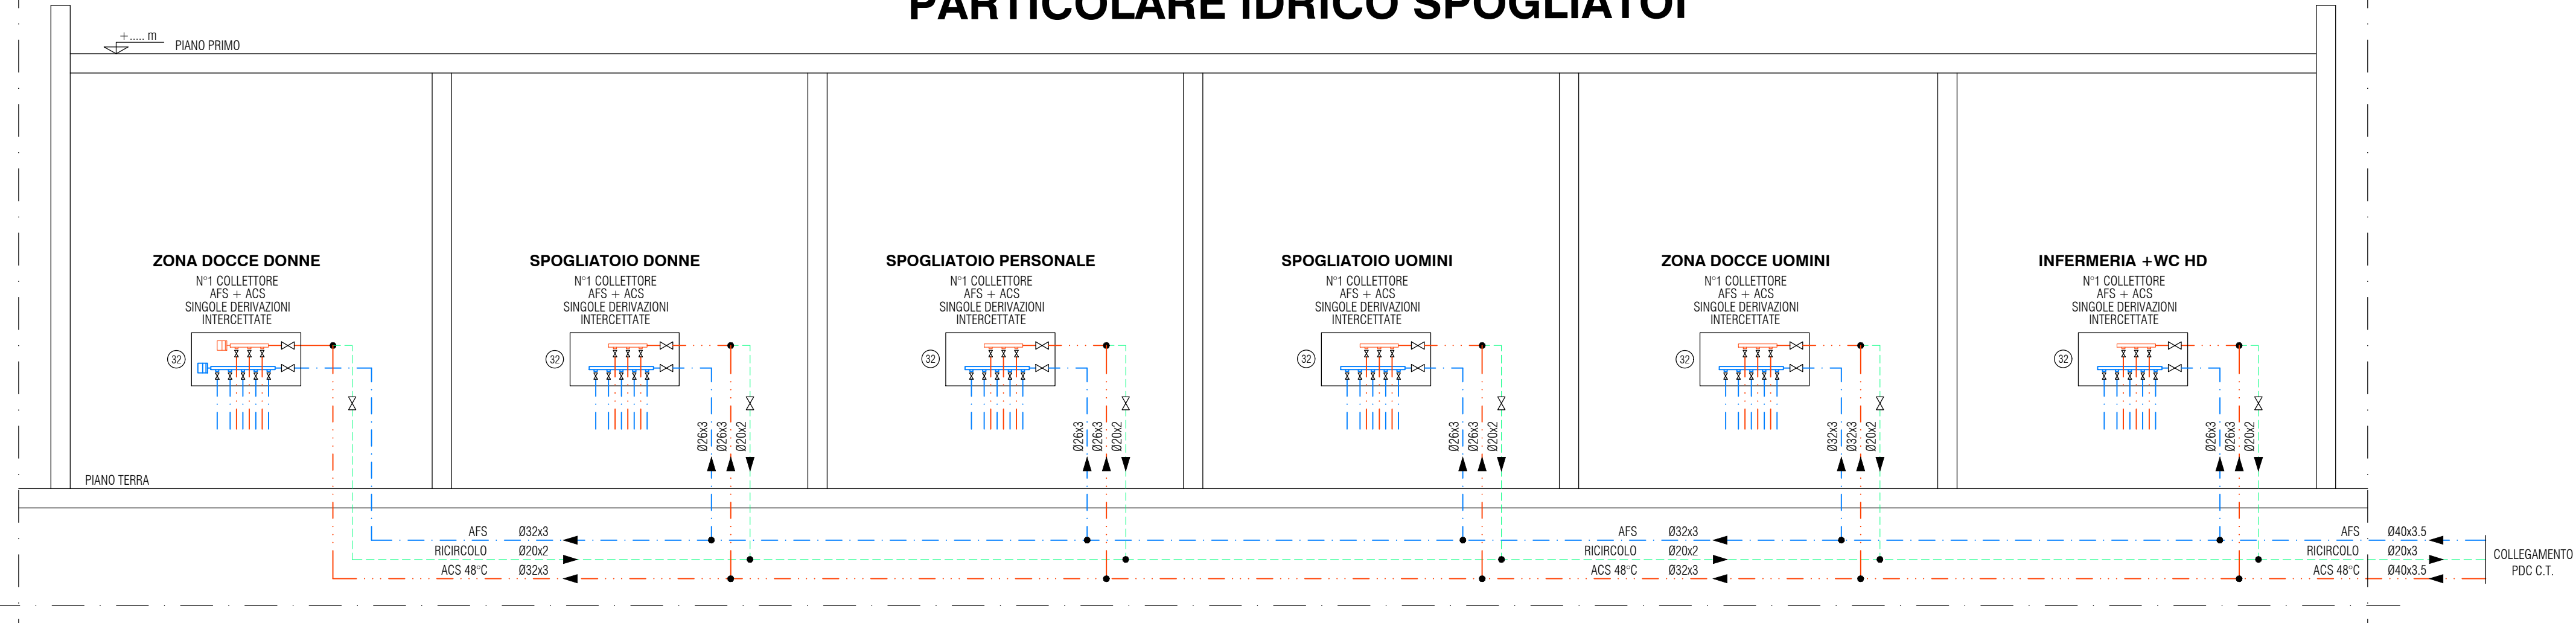 PARTICOLARE IDRICO SPOGLIATOI
+..... m
PIANO PRIMO
ZONA DOCCE DONNE
N°1 COLLETTORE
AFS + ACS
SINGOLE DERIVAZIONI
INTERCETTATE
32
SPOGLIATOIO DONNE
N°1 COLLETTORE
AFS + ACS
SINGOLE DERIVAZIONI
INTERCETTATE
32
Ø26x3
Ø26x3
Ø20x2
SPOGLIATOIO PERSONALE
N°1 COLLETTORE
AFS + ACS
SINGOLE DERIVAZIONI
INTERCETTATE
32
Ø26x3
Ø26x3
Ø20x2
SPOGLIATOIO UOMINI
N°1 COLLETTORE
AFS + ACS
SINGOLE DERIVAZIONI
INTERCETTATE
32
Ø26x3
Ø26x3
Ø20x2
ZONA DOCCE UOMINI
N°1 COLLETTORE
AFS + ACS
SINGOLE DERIVAZIONI
INTERCETTATE
32
Ø32x3
Ø32x3
Ø20x2
INFERMERIA +WC HD
N°1 COLLETTORE
AFS + ACS
SINGOLE DERIVAZIONI
INTERCETTATE
32
Ø26x3
Ø26x3
Ø20x2
PIANO TERRA
AFS Ø32x3
RICIRCOLO Ø20x2
ACS 48°C Ø32x3
AFS Ø32x3
RICIRCOLO Ø20x2
ACS 48°C Ø32x3
AFS Ø40x3.5
RICIRCOLO Ø20x3
ACS 48°C Ø40x3.5
COLLEGAMENTO
PDC C.T.